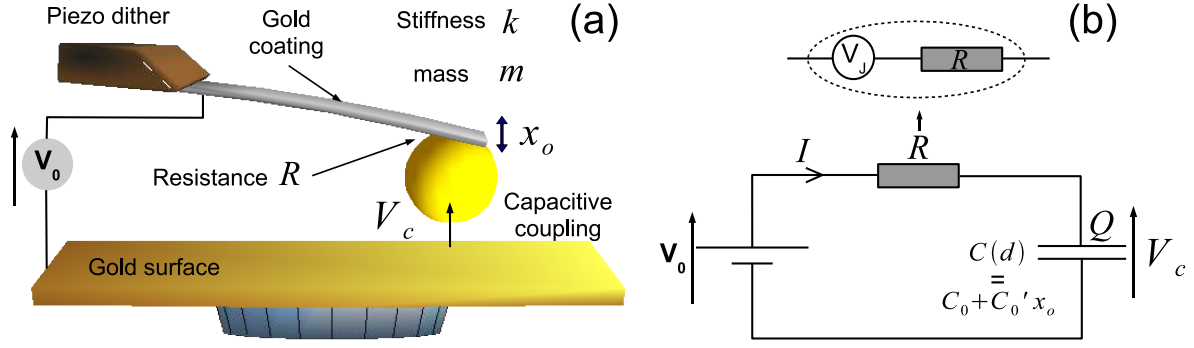 Piezo dither
Gold
coating
Stiffness k
(a)
mass m
x_o
V_0
Resistance R
V_c
Capacitive
coupling
Gold surface
(b)
V_J
R
I
R
V_0
Q
C(d)
=
C_0+C_0' x_o
V_c